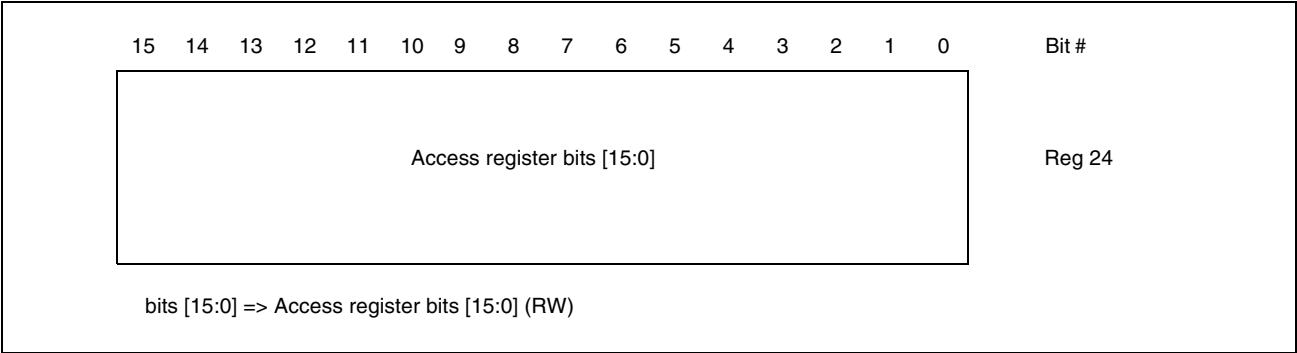 15 14 13 12 11 10 9 8 7 6 5 4 3 2 1 0 Bit #
Access register bits [15:0] Reg 24
bits [15:0] => Access register bits [15:0] (RW)